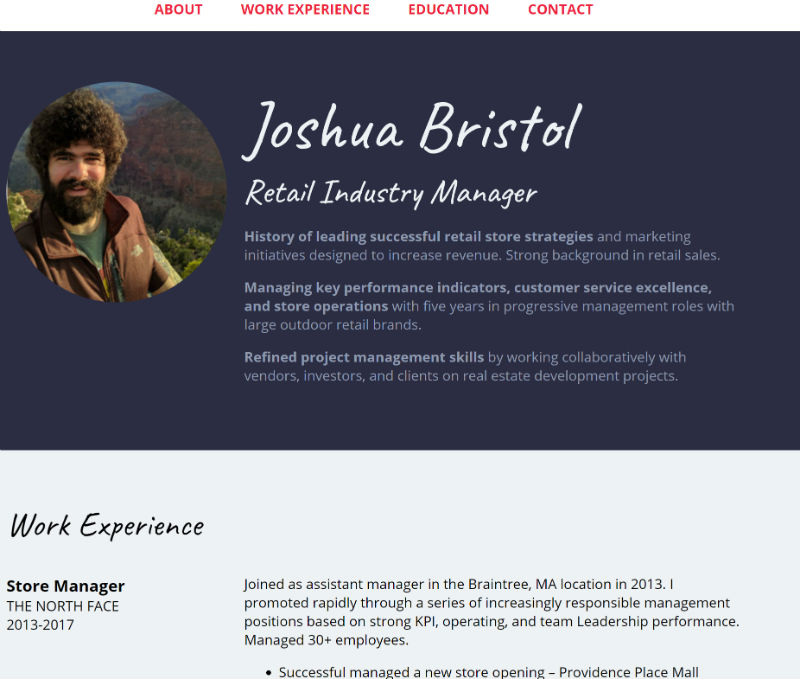 ABOUT WORK EXPERIENCE EDUCATION CONTACT
Joshua Bristol
Retail Industry Manager
History of leading successful retail store strategies and marketing
initiatives designed to increase revenue. Strong background in retail sales.
Managing key performance indicators, customer service excellence,
and store operations with five years in progressive management roles with
large outdoor retail brands.
Refined project management skills by working collaboratively with
vendors, investors, and clients on real estate development projects.
Work Experience
Store Manager
THE NORTH FACE
2013-2017
Joined as assistant manager in the Braintree, MA location in 2013. I
promoted rapidly through a series of increasingly responsible management
positions based on strong KPI, operating, and team Leadership performance.
Managed 30+ employees.
• Successful managed a new store opening – Providence Place Mall